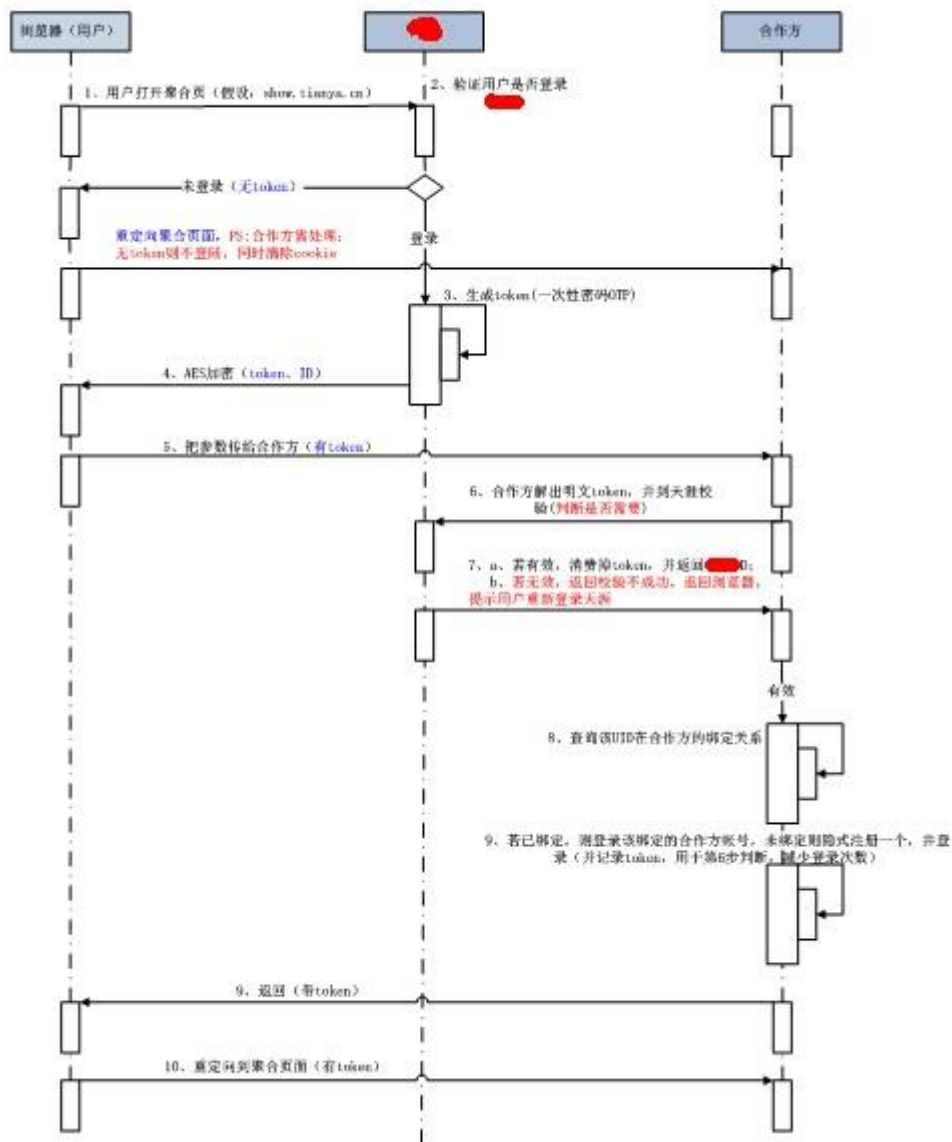 浏览器（用户）
合作方
1、用户打开聚合页（假设：show.tianya.cn）
2、验证用户是否登录
未登录（无token）
重定向聚合页面，PS:合作方需处理：
无token则不登陆，同时清除cookie
登录
3、生成token(一次性密码OTP)
4、AES加密（token、ID）
5、把参数传给合作方（有token）
6、合作方解出明文token，并到天涯校
验(判断是否需要)
7、a、若有效，消费掉token，并返回
D；
b、若无效，返回校验不成功，返回浏览器，
提示用户重新登录天涯
有效
8、查询该UID在合作方的绑定关系
9、若已绑定，则登录该绑定的合作方帐号，未绑定则隐式注册一个，并登
录（并记录token，用于第6步判断，减少登录次数）
9、返回（带token）
10、重定向到聚合页面（有token）